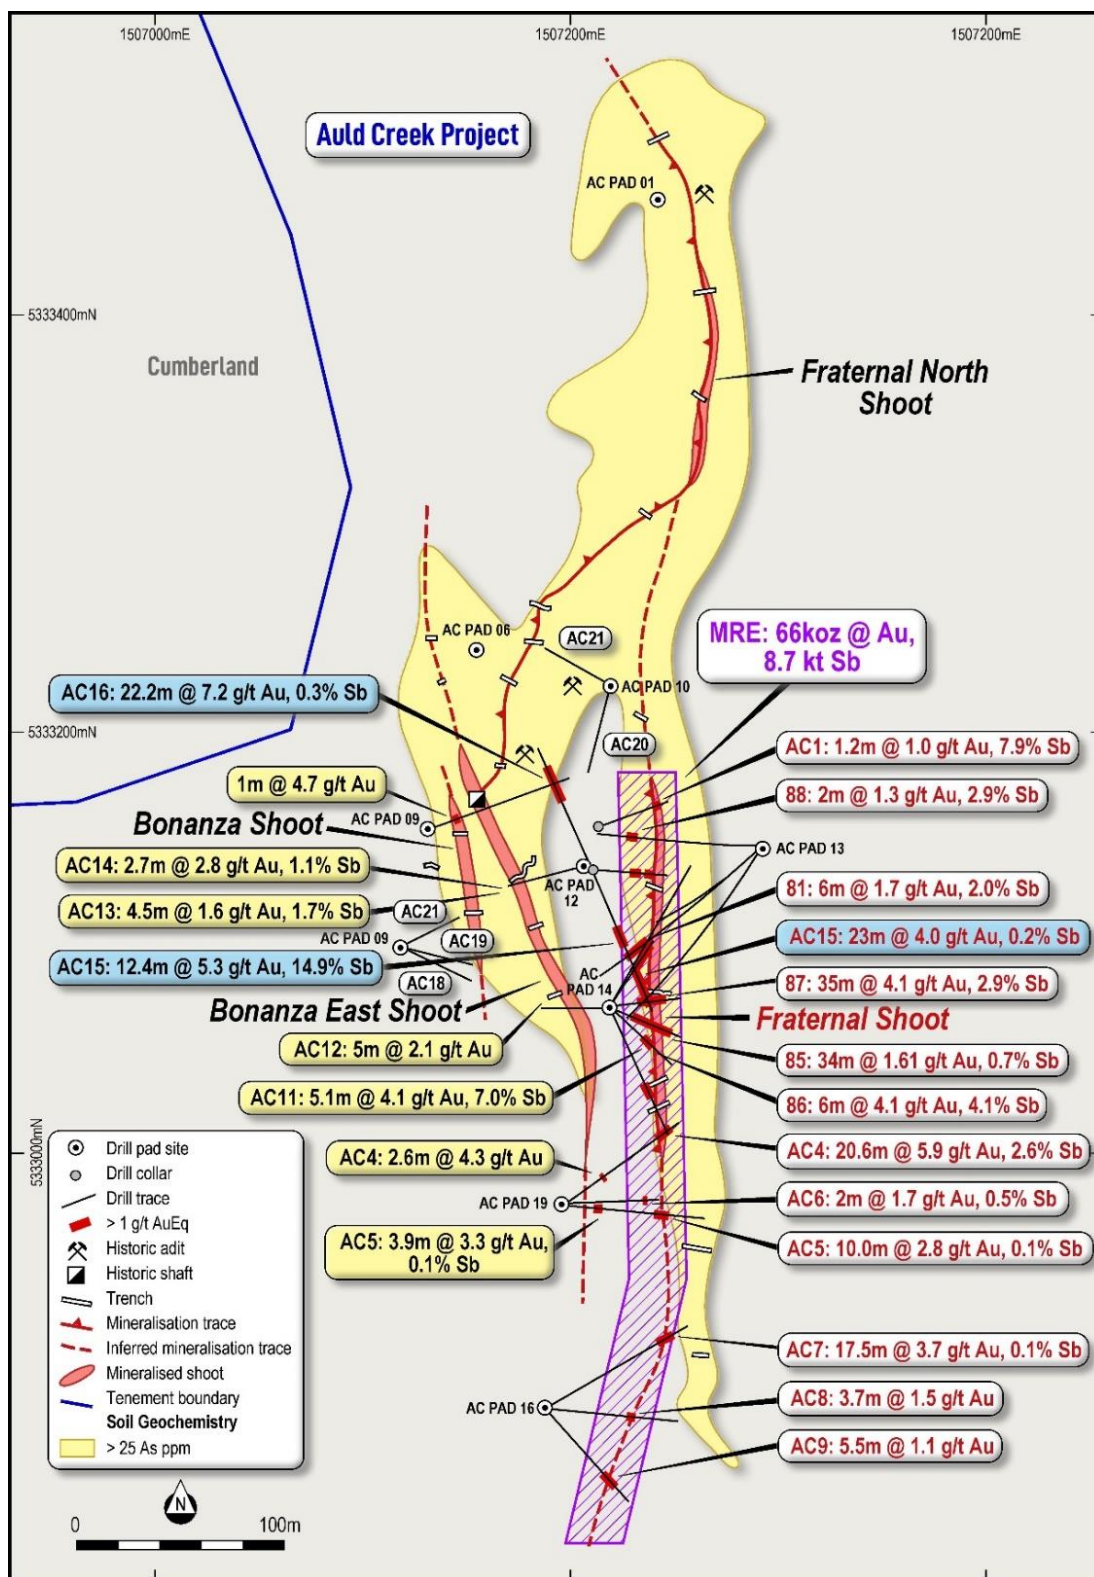 1507000mE
1507200mE
1507200mE
Auld Creek Project
AC PAD 01
5333400mN
Cumberland
Fraternal North
Shoot
AC PAD 06
AC21
MRE: 66koz @ Au,
8.7 kt Sb
AC16: 22.2m @ 7.2 g/t Au, 0.3% Sb
AC PAD 10
5333200mN
AC20
AC1: 1.2m @ 1.0 g/t Au, 7.9% Sb
1m @ 4.7 g/t Au
88: 2m @ 1.3 g/t Au, 2.9% Sb
AC PAD 09
Bonanza Shoot
AC PAD 13
AC14: 2.7m @ 2.8 g/t Au, 1.1% Sb
AC PAD
12
81: 6m @ 1.7 g/t Au, 2.0% Sb
AC13: 4.5m @ 1.6 g/t Au, 1.7% Sb
AC21
AC15: 23m @ 4.0 g/t Au, 0.2% Sb
AC PAD 09
AC19
AC15: 12.4m @ 5.3 g/t Au, 14.9% Sb
AC
PAD 14
AC18
87: 35m @ 4.1 g/t Au, 2.9% Sb
Bonanza East Shoot
Fraternal Shoot
AC12: 5m @ 2.1 g/t Au
85: 34m @ 1.61 g/t Au, 0.7% Sb
AC11: 5.1m @ 4.1 g/t Au, 7.0% Sb
86: 6m @ 4.1 g/t Au, 4.1% Sb
AC4: 20.6m @ 5.9 g/t Au, 2.6% Sb
5333000mN
AC4: 2.6m @ 4.3 g/t Au
AC PAD 19
AC6: 2m @ 1.7 g/t Au, 0.5% Sb
AC5: 3.9m @ 3.3 g/t Au,
0.1% Sb
AC5: 10.0m @ 2.8 g/t Au, 0.1% Sb
AC7: 17.5m @ 3.7 g/t Au, 0.1% Sb
AC PAD 16
AC8: 3.7m @ 1.5 g/t Au
AC9: 5.5m @ 1.1 g/t Au
Drill pad site
Drill collar
Drill trace
> 1 g/t AuEq
Historic adit
Historic shaft
Trench
Mineralisation trace
Inferred mineralisation trace
Mineralised shoot
Tenement boundary
Soil Geochemistry
> 25 As ppm
N
0
100m